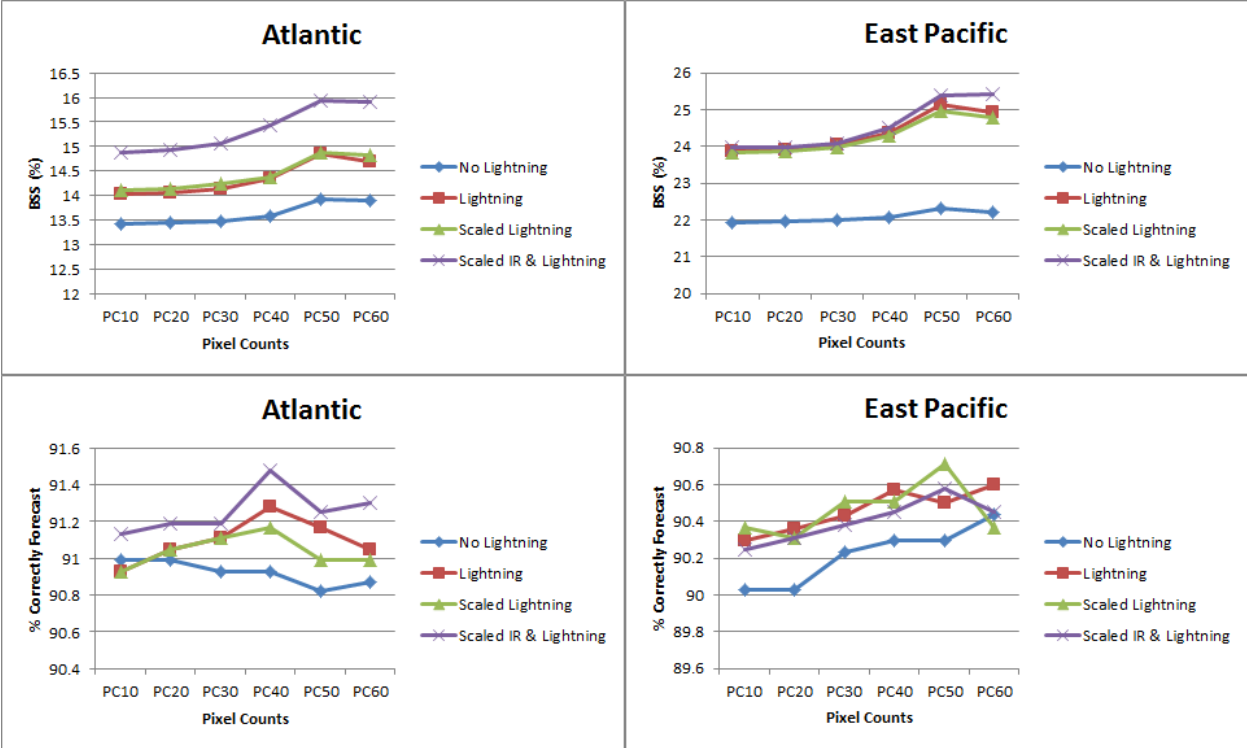 Atlantic
16.5
16
15.5
15
14.5
14
13.5
13
12.5
12
BSS (%)
PC10 PC20 PC30 PC40 PC50 PC60
Pixel Counts
No Lightning
Lightning
Scaled Lightning
Scaled IR & Lightning
East Pacific
26
25
24
23
22
21
20
BSS (%)
PC10 PC20 PC30 PC40 PC50 PC60
Pixel Counts
No Lightning
Lightning
Scaled Lightning
Scaled IR & Lightning
Atlantic
91.6
91.4
91.2
91
90.8
90.6
90.4
% Correctly Forecast
PC10 PC20 PC30 PC40 PC50 PC60
Pixel Counts
No Lightning
Lightning
Scaled Lightning
Scaled IR & Lightning
East Pacific
90.8
90.6
90.4
90.2
90
89.8
89.6
% Correctly Forecast
PC10 PC20 PC30 PC40 PC50 PC60
Pixel Counts
No Lightning
Lightning
Scaled Lightning
Scaled IR & Lightning